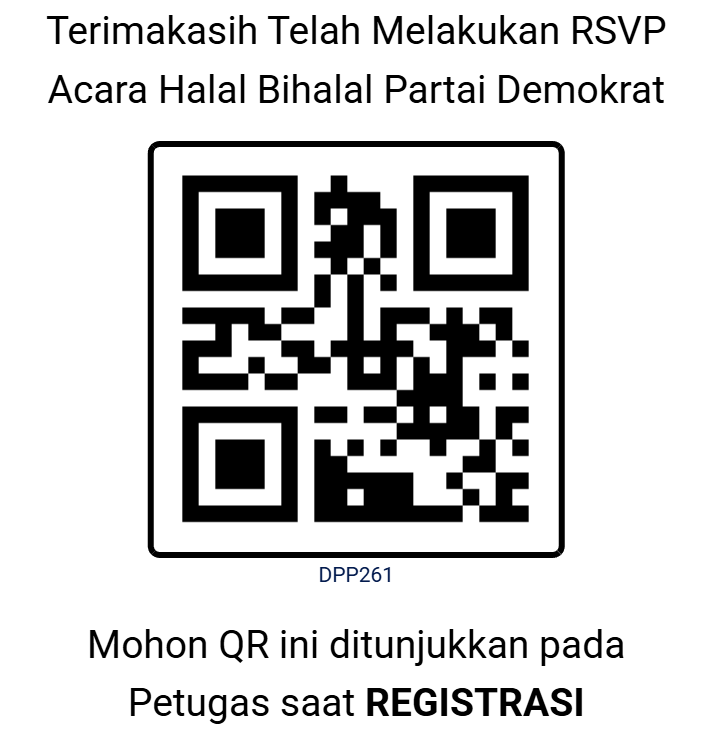 Terimakasih Telah Melakukan RSVP
Acara Halal Bihalal Partai Demokrat
DPP261
Mohon QR ini ditunjukkan pada
Petugas saat REGISTRASI